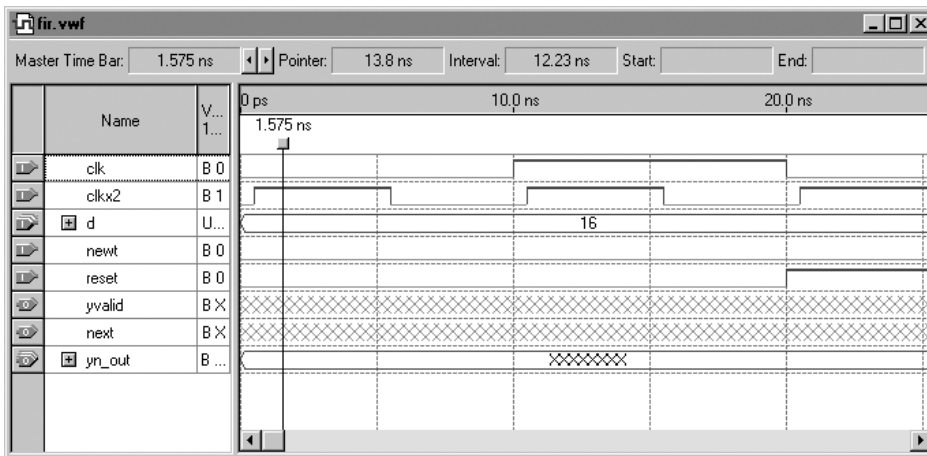 fir.vwf
Master Time Bar: 1.575 ns Pointer: 13.8 ns Interval: 12.23 ns Start: End:
Name V... 1... 0 ps 10.0 ns 20.0 ns
1.575 ns
clk B 0
clkx2 B 1
d U... 16
newt B 0
reset B 0
yvalid B X
next B X
yn_out B ... XXXXXXXX